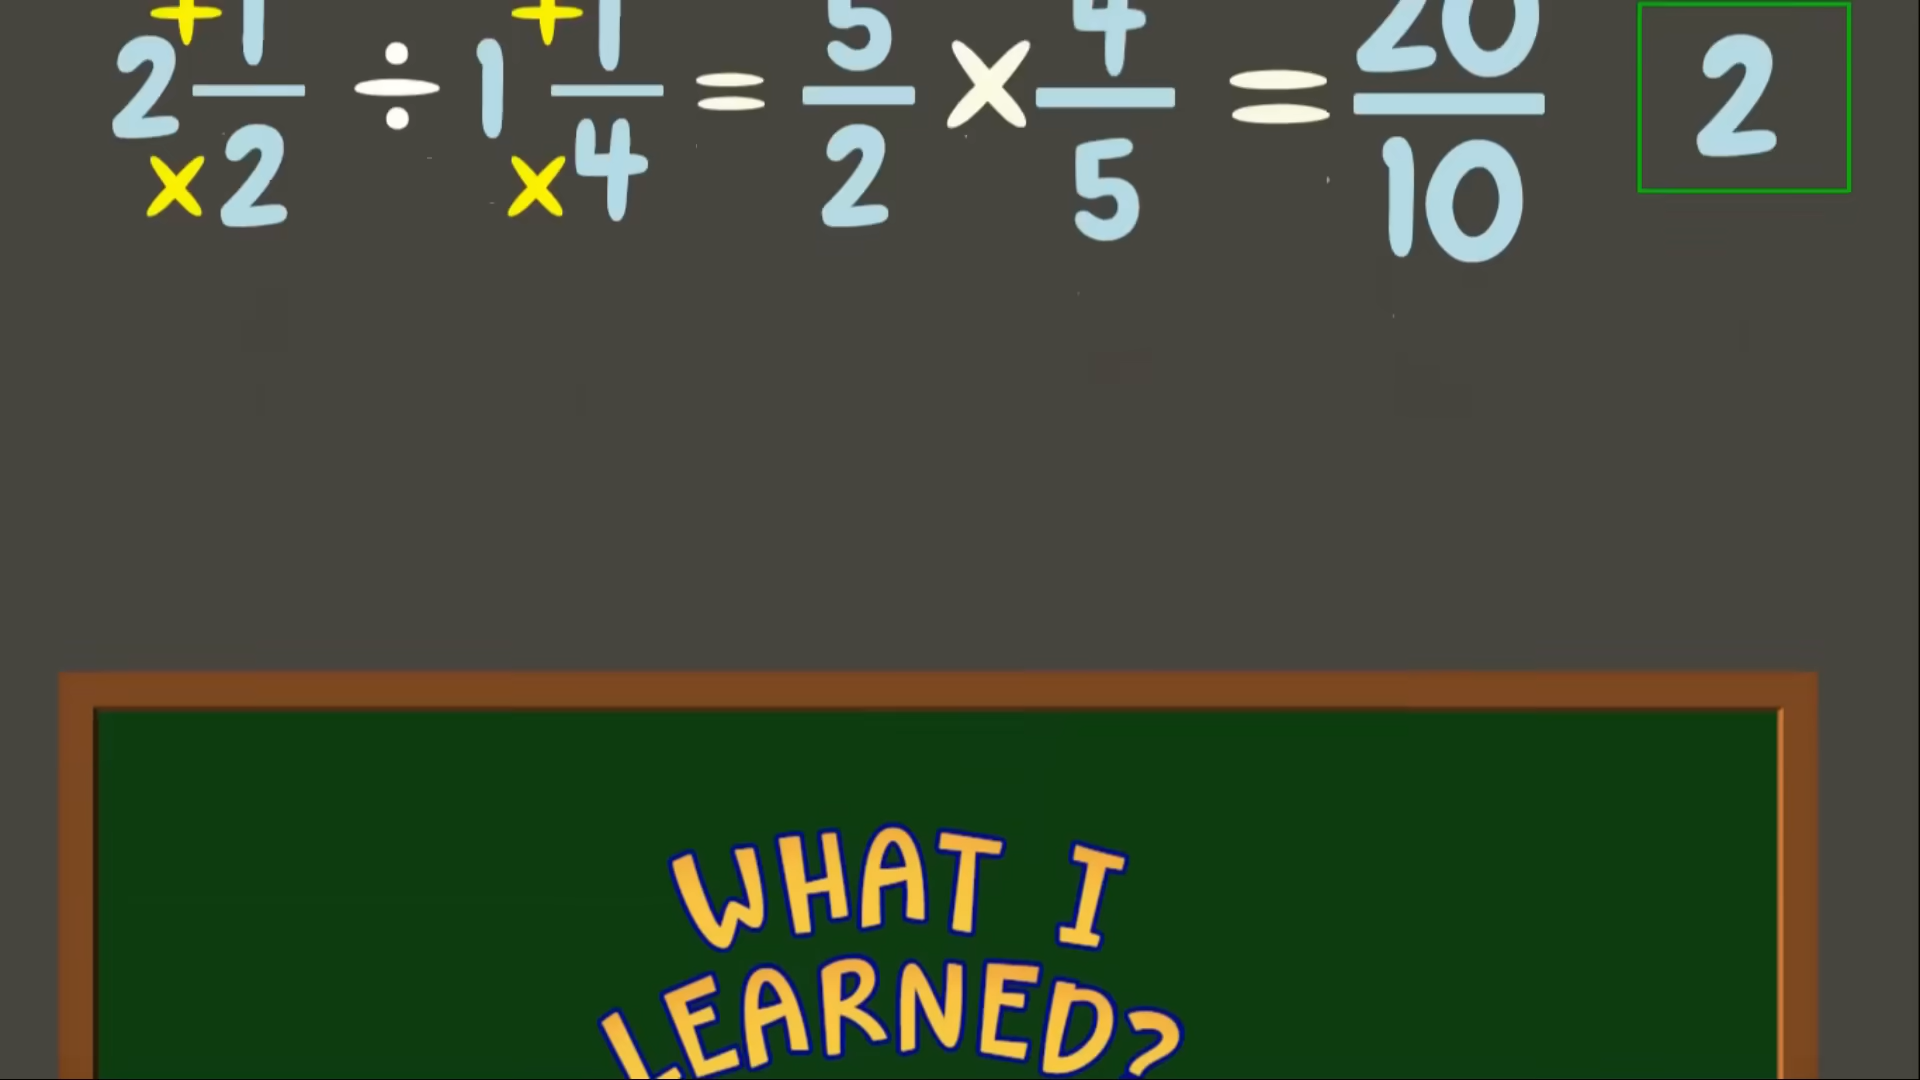 2 +1/×2 ÷ 1 +1/×4 = 5/2 × 4/5 = 20/10 2
WHAT I
LEARNED?